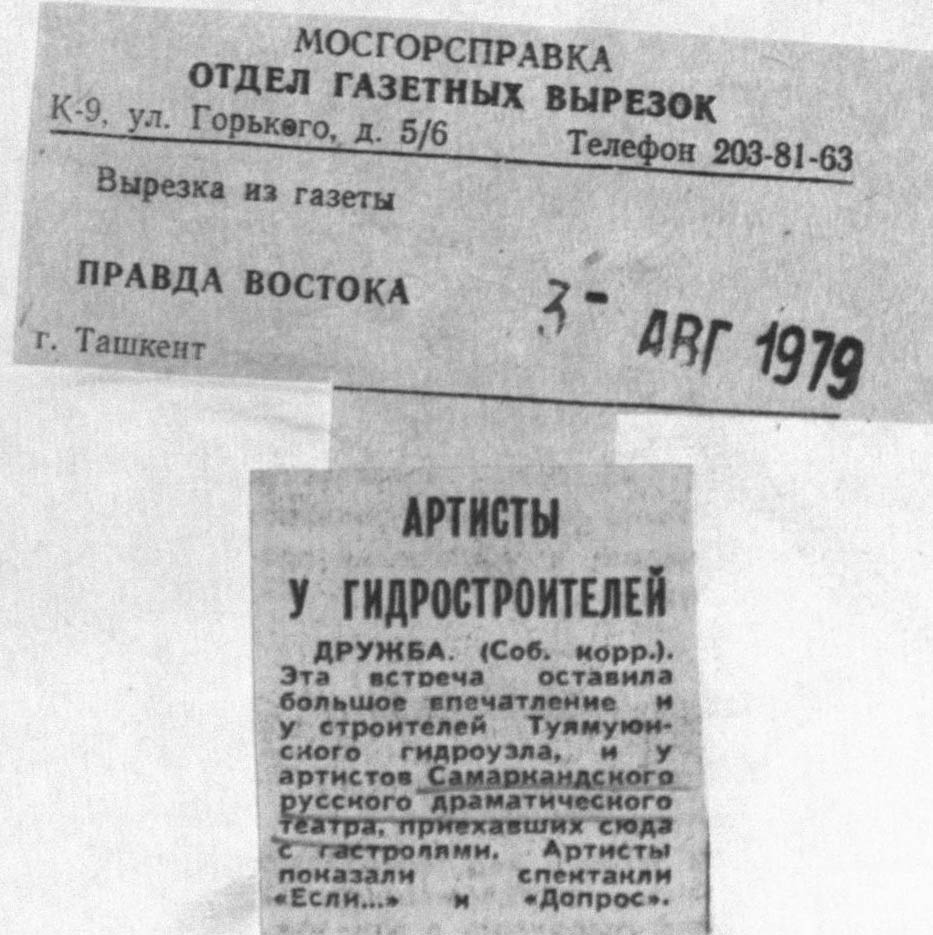 МОСГОРСПРАВКА
ОТДЕЛ ГАЗЕТНЫХ ВЫРЕЗОК
К-9, ул. Горького, д. 5/6 Телефон 203-81-63
Вырезка из газеты
ПРАВДА ВОСТОКА
3 - АВГ 1979
г. Ташкент
АРТИСТЫ
У ГИДРОСТРОИТЕЛЕЙ
ДРУЖБА. (Соб. корр.).
Эта встреча оставила
большое впечатление и
у строителей Туямуюн-
ского гидроузла, и у
артистов Самаркандского
русского драматического
театра, приехавших сюда
с гастролями. Артисты
показали спектакли
«Если...» и «Допрос».